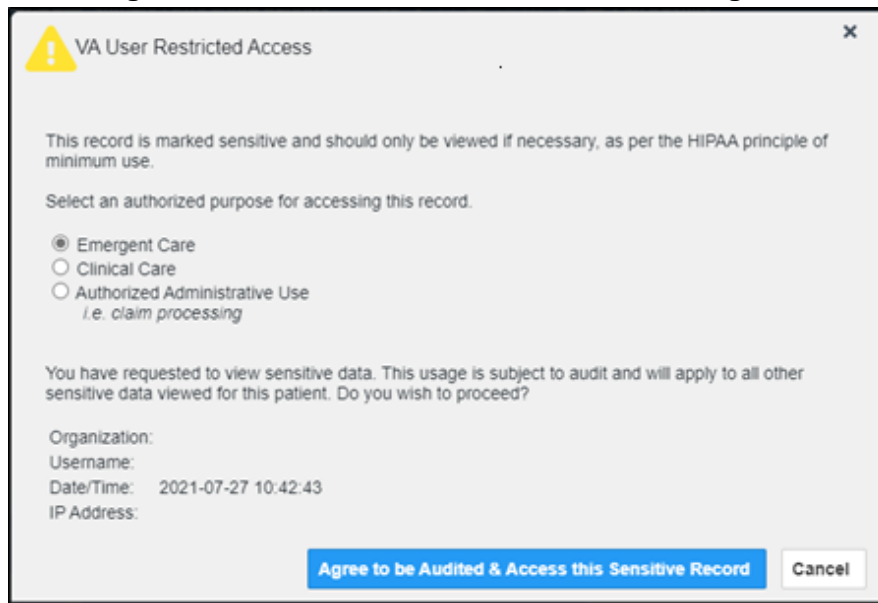 VA User Restricted Access
This record is marked sensitive and should only be viewed if necessary, as per the HIPAA principle of
minimum use.
Select an authorized purpose for accessing this record.
Emergent Care
Clinical Care
Authorized Administrative Use
i.e. claim processing
You have requested to view sensitive data. This usage is subject to audit and will apply to all other
sensitive data viewed for this patient. Do you wish to proceed?
Organization:
Username:
Date/Time: 2021-07-27 10:42:43
IP Address:
Agree to be Audited & Access this Sensitive Record Cancel